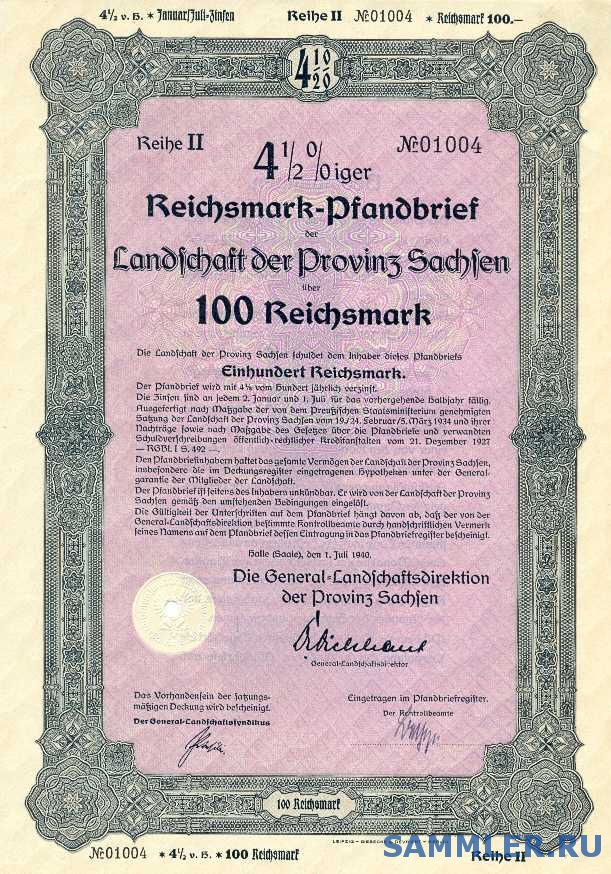 4½ v. H. * Januar/Juli-Zinsen Reihe II № 01004 * Reichsmark 100.—
4 10/20
Reihe II № 01004
4½%iger
Reichsmark-Pfandbrief
der
Landschaft der Provinz Sachsen
über
100 Reichsmark
Die Landschaft der Provinz Sachsen schuldet dem Inhaber dieses Pfandbriefs
Einhundert Reichsmark.
Der Pfandbrief wird mit 4½ vom Hundert jährlich verzinst.
Die Zinsen sind an jedem 2. Januar und 1. Juli für das vorhergehende Halbjahr fällig.
Ausgefertigt nach Maßgabe der von dem Preußischen Staatsministerium genehmigten
Satzung der Landschaft der Provinz Sachsen vom 19./24. Februar/5. März 1934 und ihrer
Nachträge sowie nach Maßgabe des Gesetzes über die Pfandbriefe und verwandten
Schuldverschreibungen öffentlich-rechtlicher Kreditanstalten vom 21. Dezember 1927
— RGBl I S. 492 —.
Den Pfandbriefinhabern haftet das gesamte Vermögen der Landschaft der Provinz Sachsen,
insbesondere die im Deckungsregister eingetragenen Hypotheken unter der General-
garantie der Mitglieder der Landschaft.
Der Pfandbrief ist seitens des Inhabers unkündbar. Er wird von der Landschaft der Provinz
Sachsen gemäß den umstehenden Bedingungen eingelöst.
Die Gültigkeit der Unterschriften auf dem Pfandbrief hängt davon ab, daß der von der
General-Landschaftsdirektion bestimmte Kontrollbeamte durch handschriftlichen Vermerk
seines Namens auf dem Pfandbrief dessen Eintragung in das Pfandbriefregister bescheinigt.
Halle (Saale), den 1. Juli 1940.
Die General-Landschaftsdirektion
der Provinz Sachsen
General-Landschaftsdirektor
Das Vorhandensein der satzungs-
mäßigen Deckung wird bescheinigt.
Der General-Landschaftssyndikus
Eingetragen im Pfandbriefregister.
Der Kontrollbeamte
100 Reichsmark
LEIPZIG
SAMMLER.RU
№ 01004 * 4½ v. H. * 100 Reichsmark Reihe II